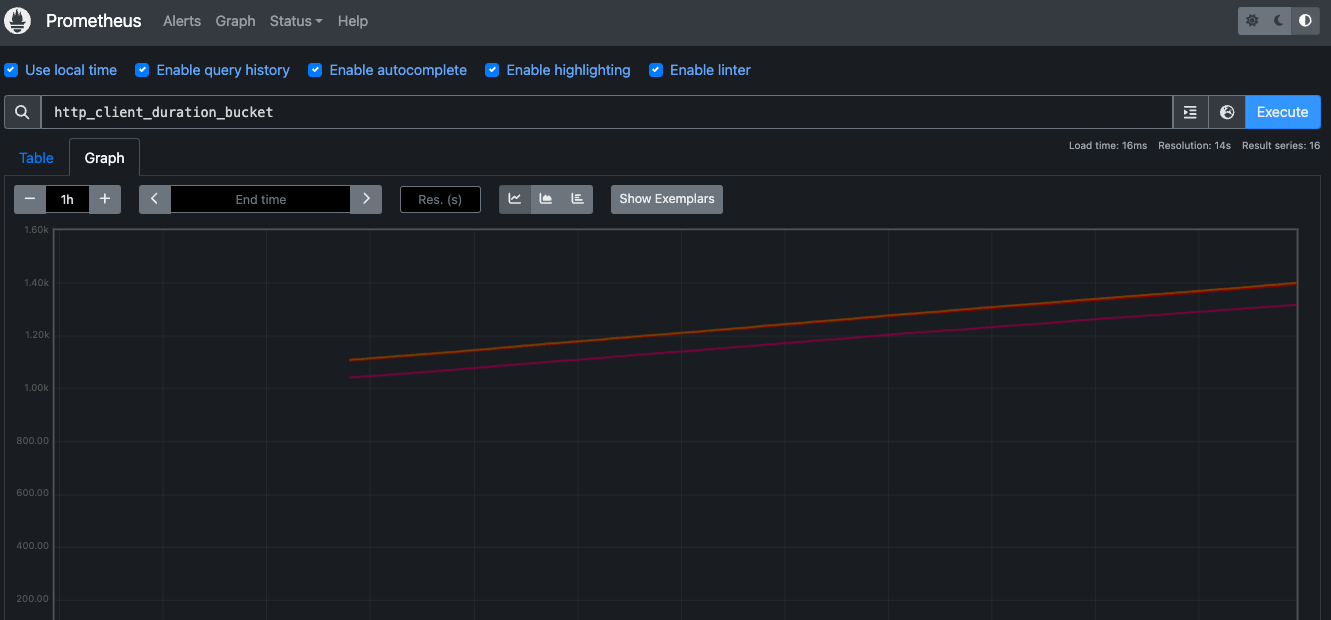 Prometheus Alerts Graph Status Help
Use local time Enable query history Enable autocomplete Enable highlighting Enable linter
http_client_duration_bucket Execute
Load time: 16ms Resolution: 14s Result series: 16
Table Graph
1h End time Res. (s) Show Exemplars
1.60k
1.40k
1.20k
1.00k
800.00
600.00
400.00
200.00